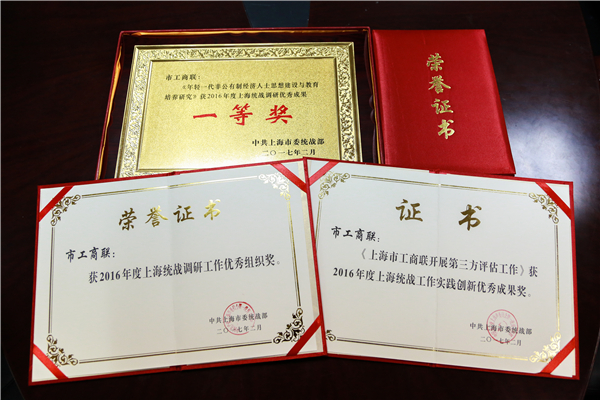 市工商联:
《年轻一代非公有制经济人士思想建设与教育
培养研究》获2016年度上海统战调研优秀成果
一等奖
中共上海市委统战部
二〇一七年二月
荣誉证书
荣誉证书
市工商联:
获2016年度上海统战调研工作优秀组织奖。
中共上海市委统战部
二〇一七年二月
证书
市工商联:
《上海市工商联开展第三方评估工作》获
2016年度上海统战工作实践创新优秀成果奖。
中共上海市委统战部
二〇一七年二月